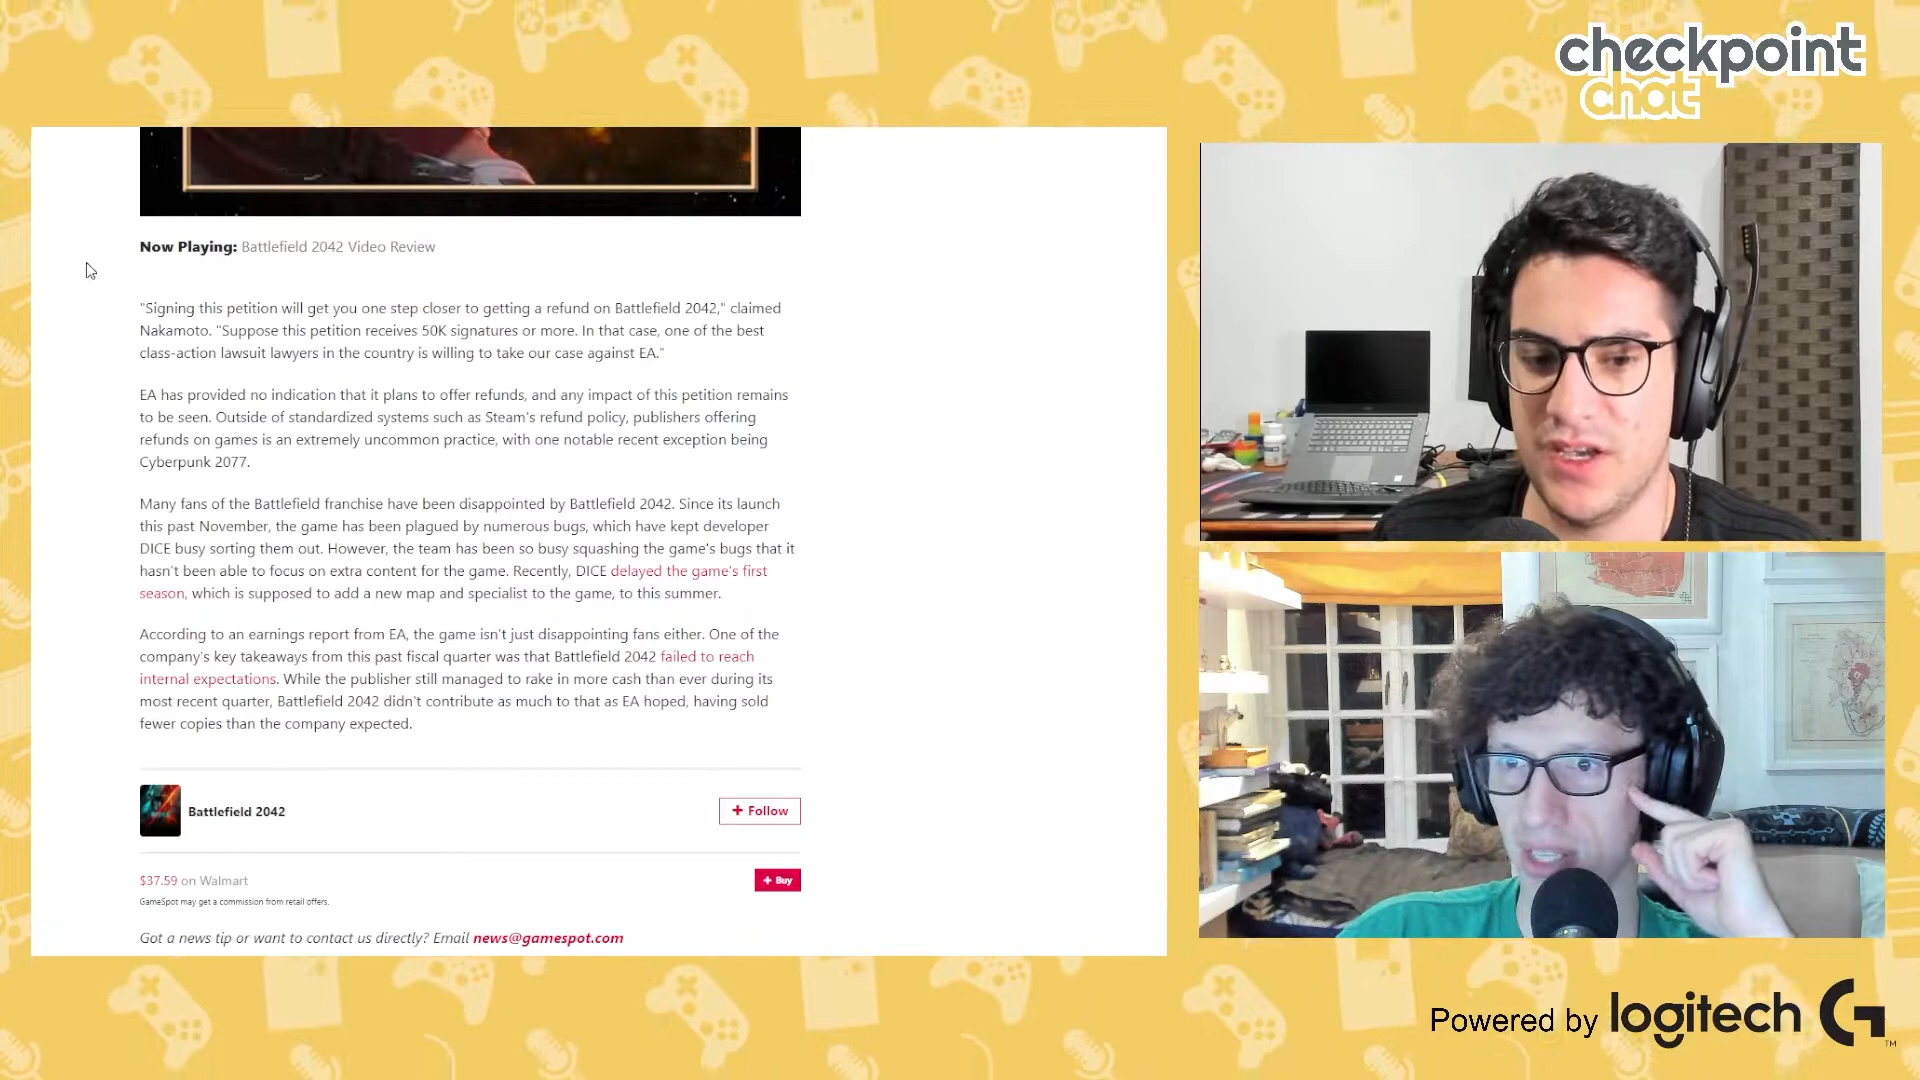 checkpoint
chat
Now Playing: Battlefield 2042 Video Review
"Signing this petition will get you one step closer to getting a refund on Battlefield 2042," claimed
Nakamoto. "Suppose this petition receives 50K signatures or more. In that case, one of the best
class-action lawsuit lawyers in the country is willing to take our case against EA."
EA has provided no indication that it plans to offer refunds, and any impact of this petition remains
to be seen. Outside of standardized systems such as Steam's refund policy, publishers offering
refunds on games is an extremely uncommon practice, with one notable recent exception being
Cyberpunk 2077.
Many fans of the Battlefield franchise have been disappointed by Battlefield 2042. Since its launch
this past November, the game has been plagued by numerous bugs, which have kept developer
DICE busy sorting them out. However, the team has been so busy squashing the game's bugs that it
hasn't been able to focus on extra content for the game. Recently, DICE delayed the game's first
season, which is supposed to add a new map and specialist to the game, to this summer.
According to an earnings report from EA, the game isn't just disappointing fans either. One of the
company's key takeaways from this past fiscal quarter was that Battlefield 2042 failed to reach
internal expectations. While the publisher still managed to rake in more cash than ever during its
most recent quarter, Battlefield 2042 didn't contribute as much to that as EA hoped, having sold
fewer copies than the company expected.
Battlefield 2042
+ Follow
$37.59 on Walmart
+ Buy
GameSpot may get a commission from retail offers.
Got a news tip or want to contact us directly? Email news@gamespot.com
Powered by logitech G
TM